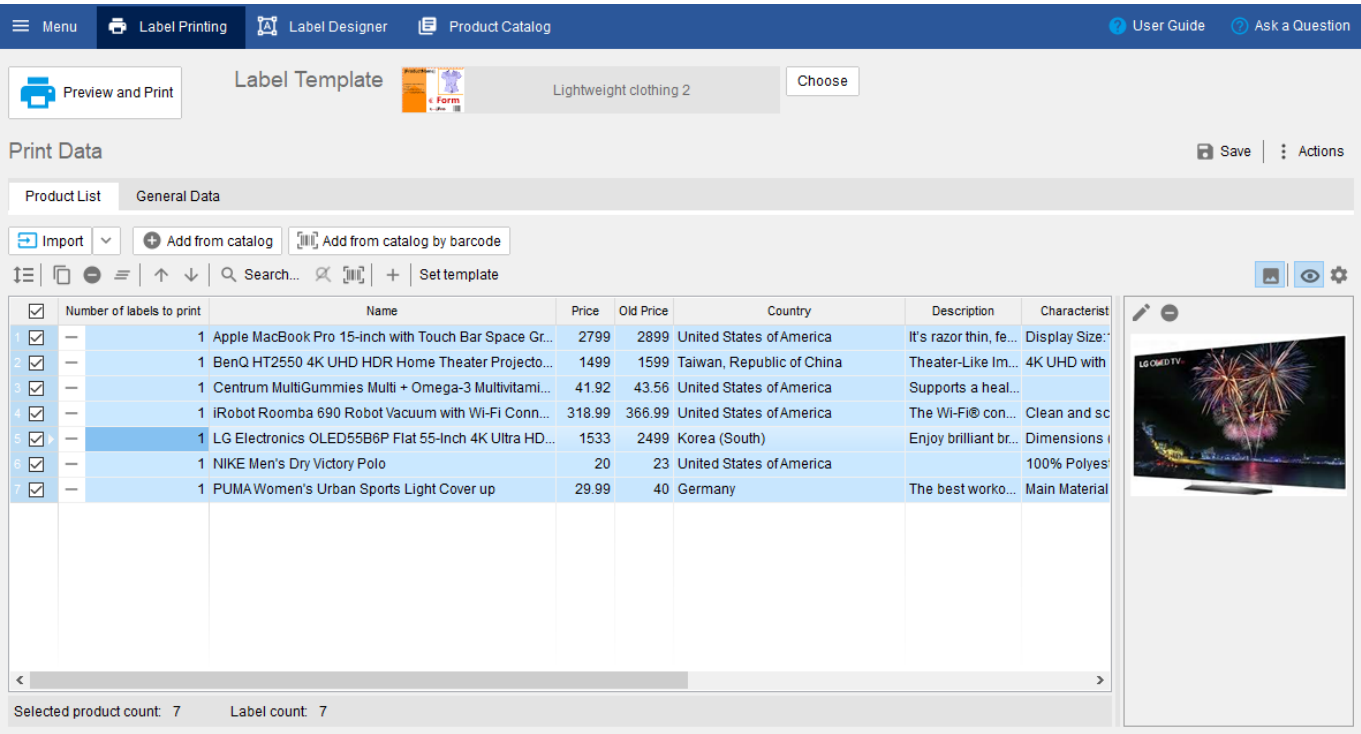 Menu Label Printing Label Designer Product Catalog User Guide Ask a Question
Preview and Print Label Template Lightweight clothing 2 Choose
Form
Print Data Save Actions
Product List General Data
Import Add from catalog Add from catalog by barcode
Search... Set template
Number of labels to print Name Price Old Price Country Description Characterist
1 1 Apple MacBook Pro 15-inch with Touch Bar Space Gr... 2799 2899 United States of America It's razor thin, fe... Display Size:
2 1 BenQ HT2550 4K UHD HDR Home Theater Projecto... 1499 1599 Taiwan, Republic of China Theater-Like Im... 4K UHD with
3 1 Centrum MultiGummies Multi + Omega-3 Multivitami... 41.92 43.56 United States of America Supports a heal...
4 1 iRobot Roomba 690 Robot Vacuum with Wi-Fi Conn... 318.99 366.99 United States of America The Wi-Fi® con... Clean and sc
5 1 LG Electronics OLED55B6P Flat 55-Inch 4K Ultra HD... 1533 2499 Korea (South) Enjoy brilliant br... Dimensions (
6 1 NIKE Men's Dry Victory Polo 20 23 United States of America 100% Polyes
7 1 PUMA Women's Urban Sports Light Cover up 29.99 40 Germany The best worko... Main Material
LG OLED TV
Selected product count: 7 Label count: 7